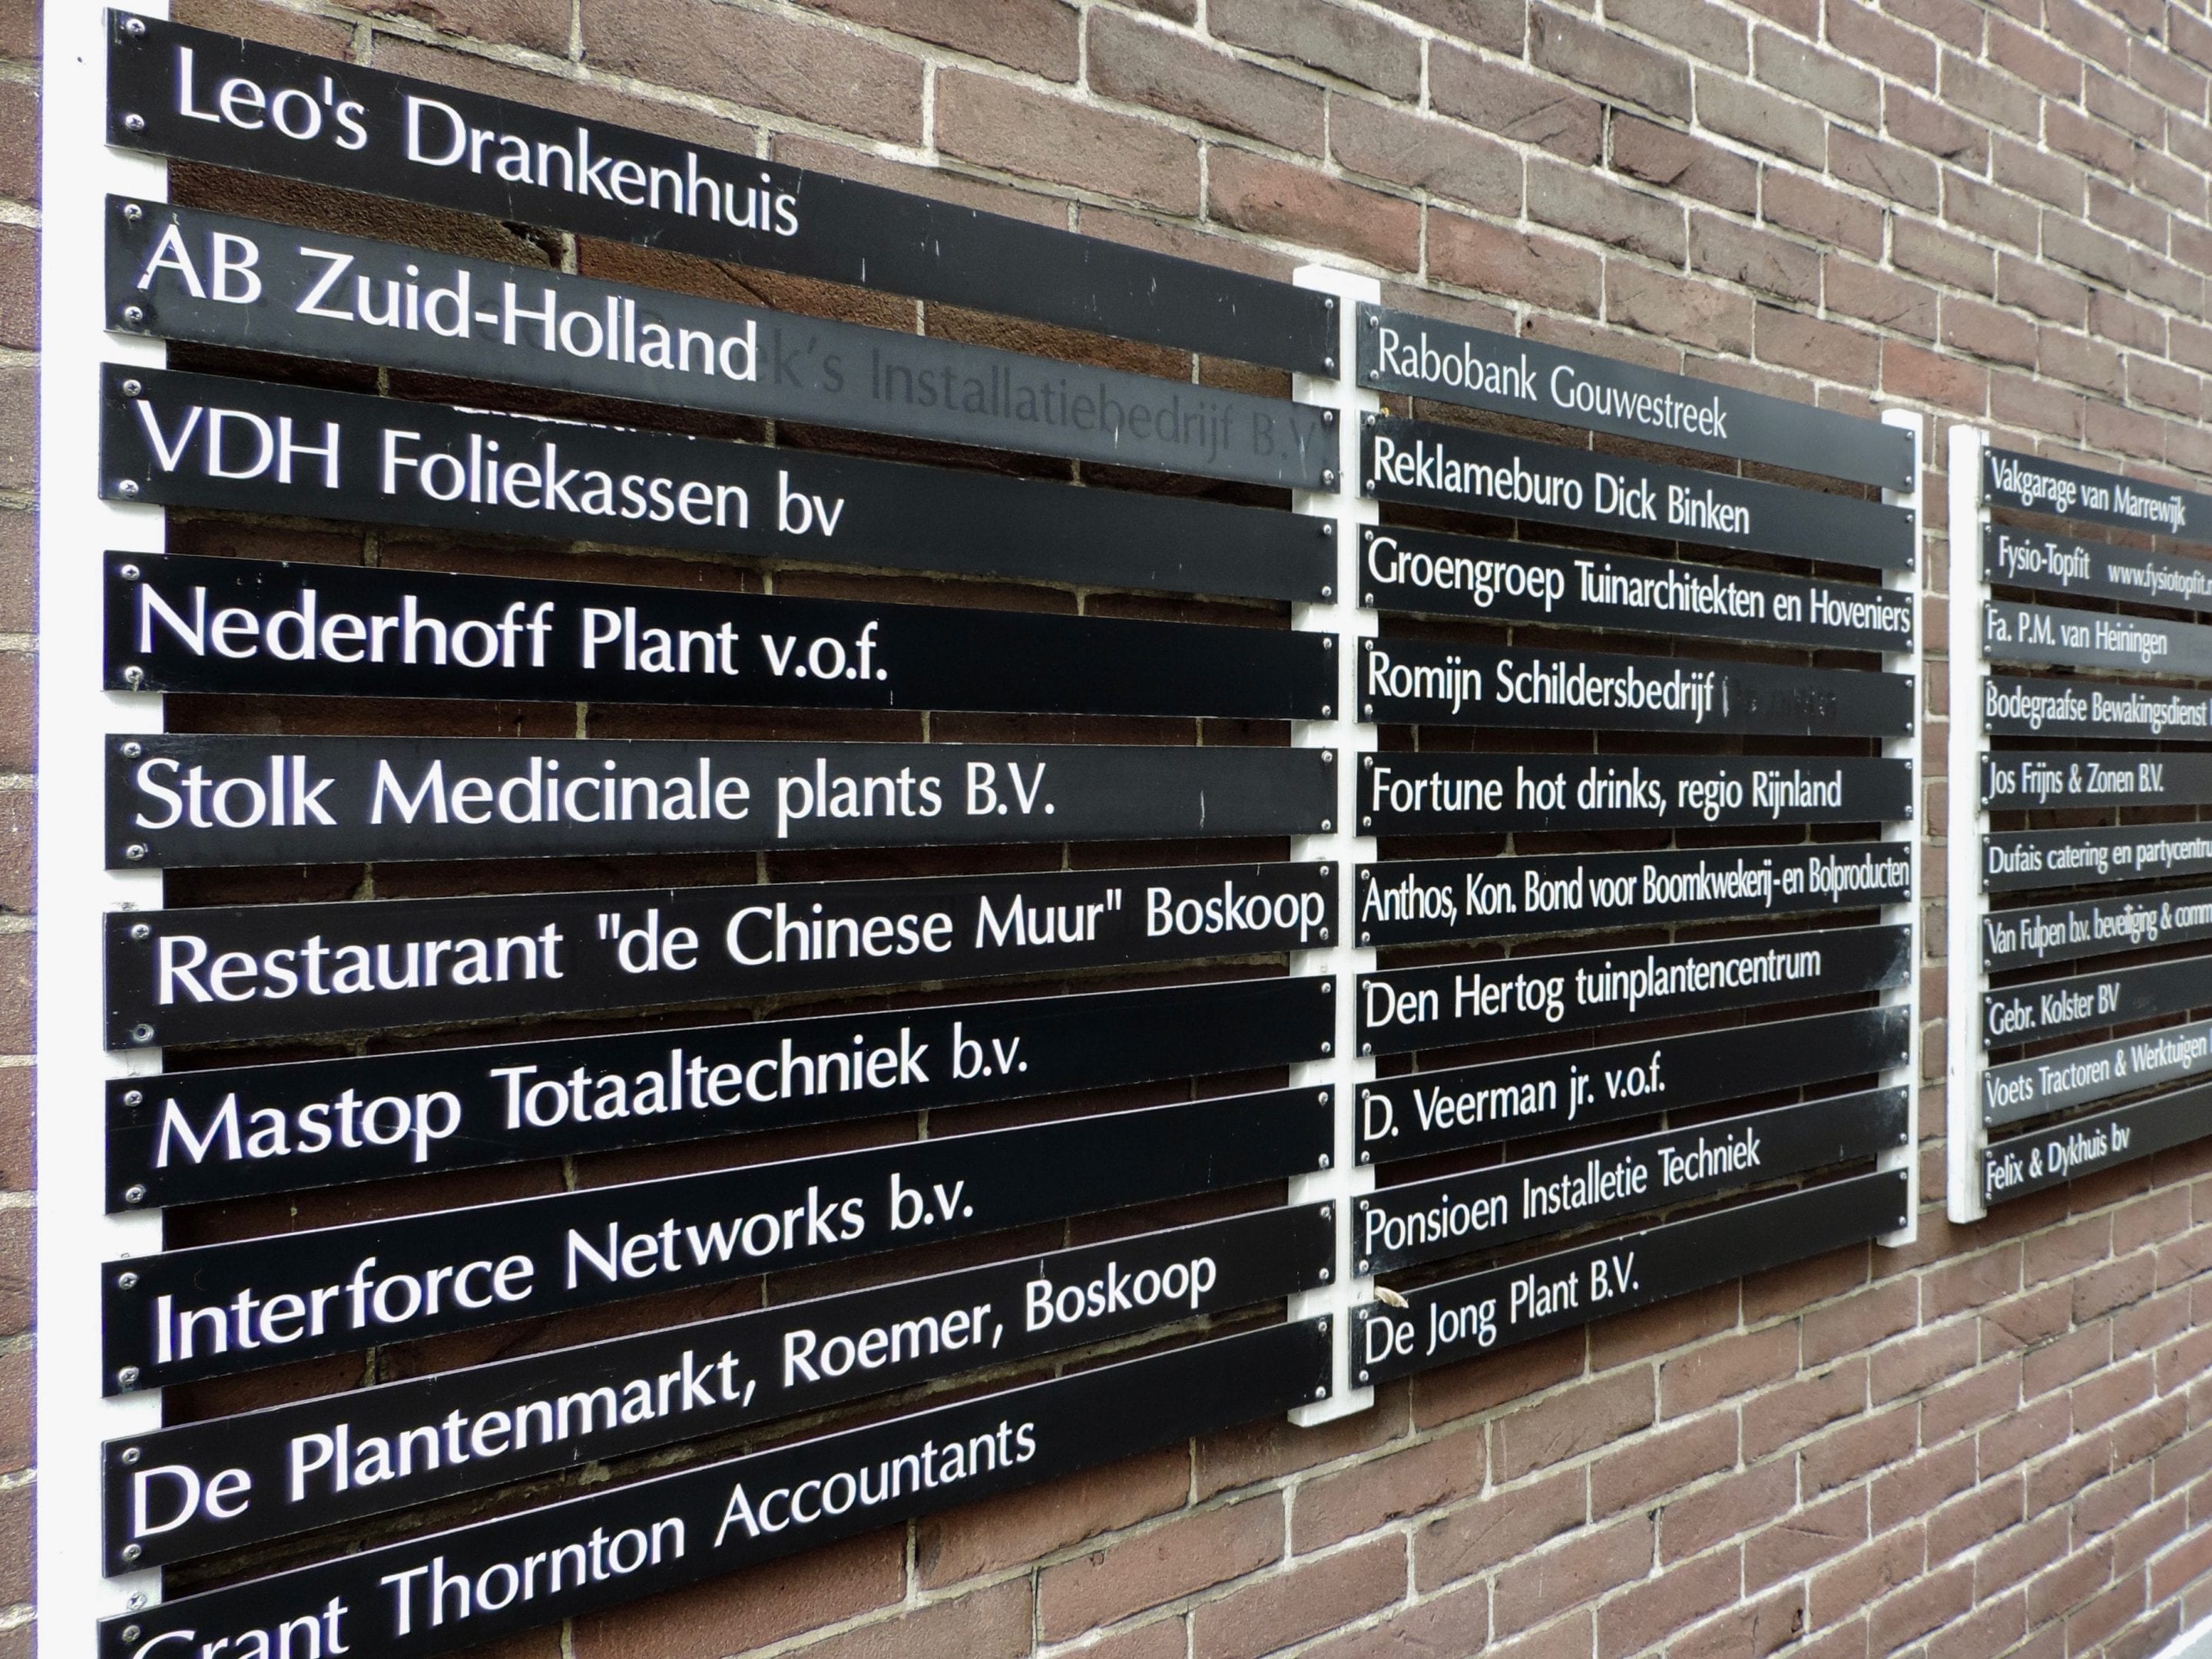 Leo's Drankenhuis
AB Zuid-Holland
VDH Foliekassen bv
Nederhoff Plant v.o.f.
Stolk Medicinale plants B.V.
Restaurant "de Chinese Muur" Boskoop
Mastop Totaaltechniek b.v.
Interforce Networks b.v.
De Plantenmarkt, Roemer, Boskoop
Grant Thornton Accountants
Rabobank Gouwestreek
Reklameburo Dick Binken
Groengroep Tuinarchitekten en Hoveniers
Romijn Schildersbedrijf
Fortune hot drinks, regio Rijnland
Anthos, Kon. Bond voor Boomkwekerij-en Bolproducten
Den Hertog tuinplantencentrum
D. Veerman jr. v.o.f.
Ponsioen Installetie Techniek
De Jong Plant B.V.
Vakgarage van Marrewijk
Fysio-Topfit www.fysiotopfit
Fa. P.M. van Heiningen
Bodegraafse Bewakingsdienst
Jos Frijns & Zonen B.V.
Dufais catering en partycentru
Van Fulpen b.v. beveiliging & comm
Gebr. Kolster BV
Voets Tractoren & Werktuigen
Felix & Dykhuis bv